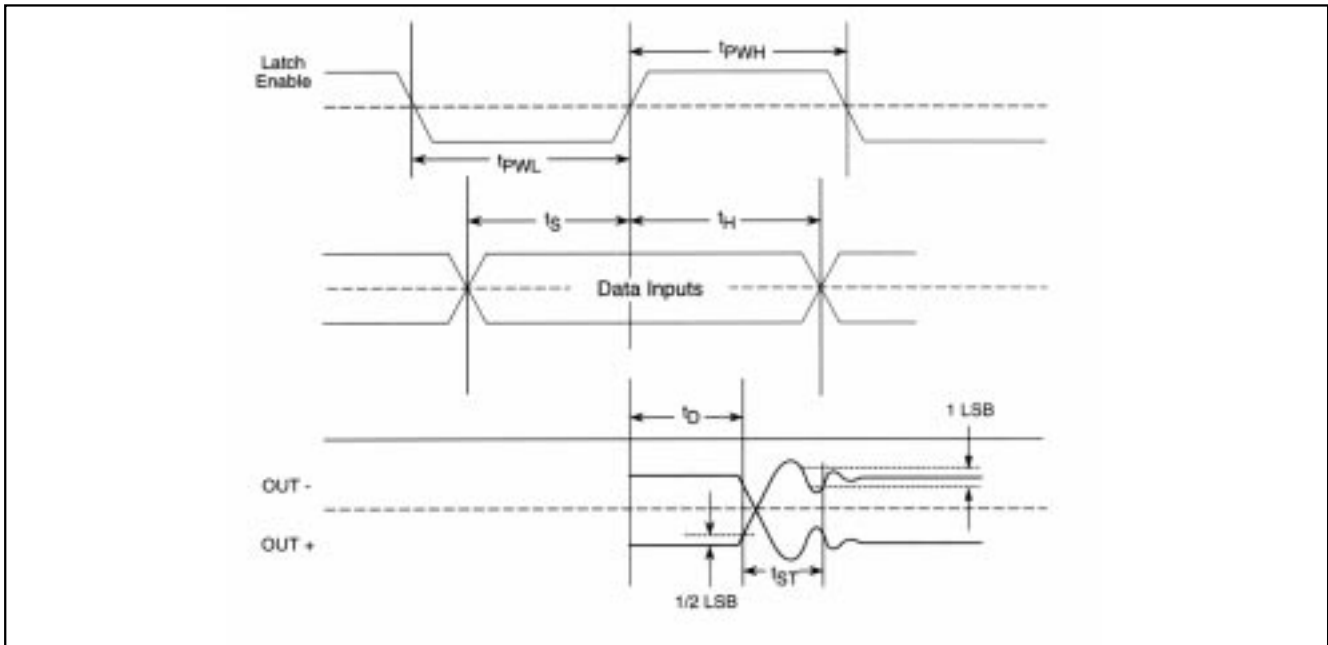 Latch
Enable
tPWH
tPWL
tS
tH
Data Inputs
tD
1 LSB
OUT -
OUT +
tST
1/2 LSB